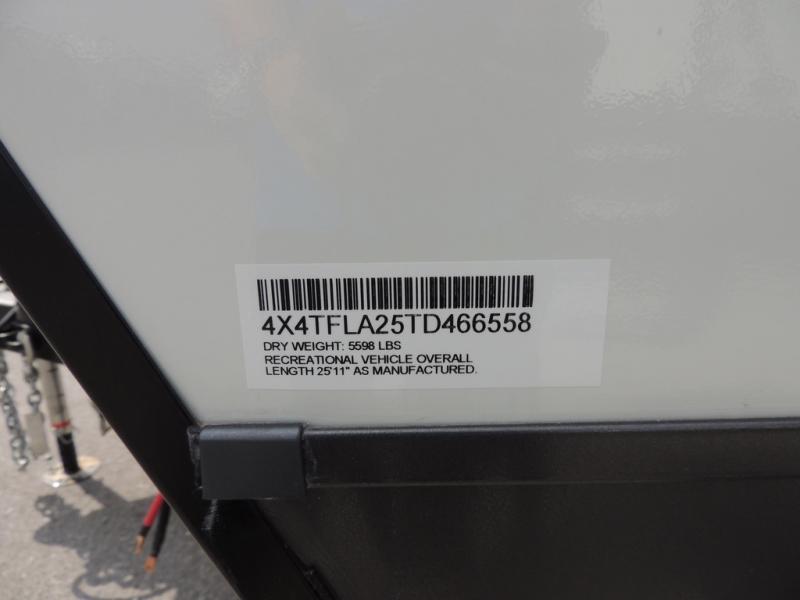 4X4TFLA25TD466558
DRY WEIGHT: 5598 LBS
RECREATIONAL VEHICLE OVERALL
LENGTH 25'11" AS MANUFACTURED.